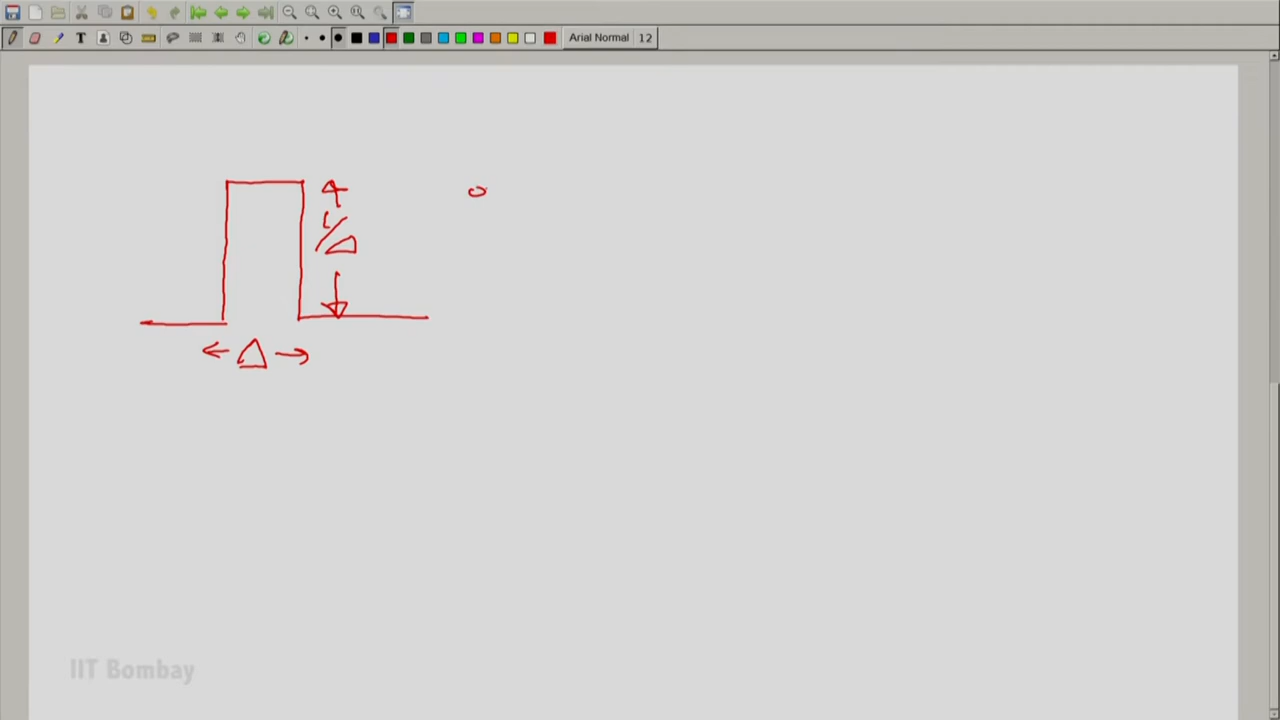 Arial Normal 12
1/Δ
Δ
IIT Bombay